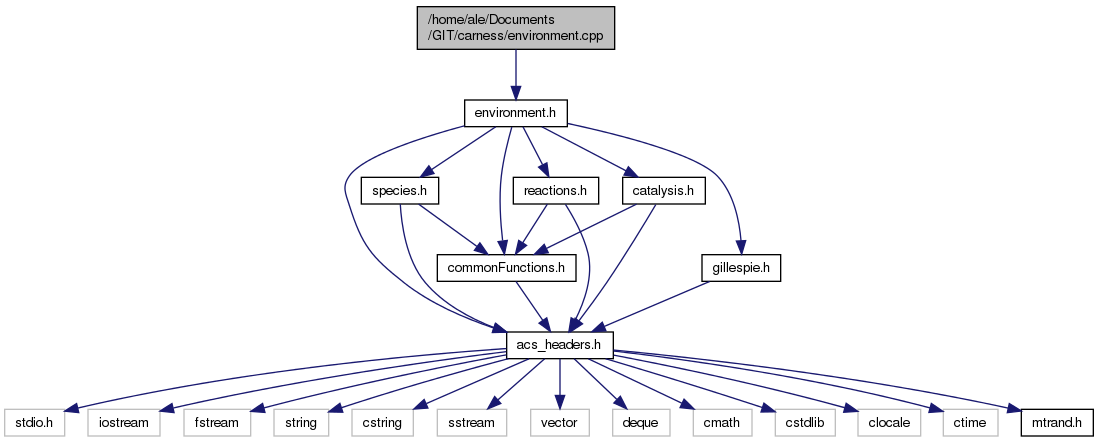 /home/ale/Documents
/GIT/carness/environment.cpp
environment.h
species.h
reactions.h
catalysis.h
commonFunctions.h
gillespie.h
acs_headers.h
stdio.h
iostream
fstream
string
cstring
sstream
vector
deque
cmath
cstdlib
clocale
ctime
mtrand.h